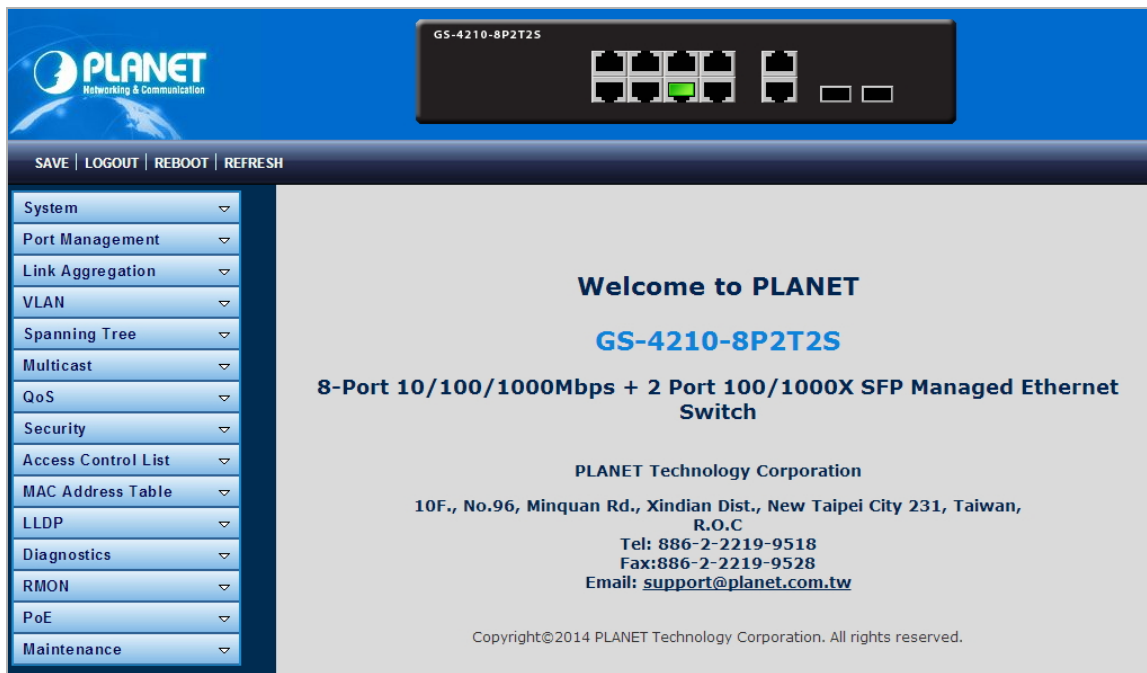 GS-4210-8P2T2S
PLANET
Networking & Communication
SAVE | LOGOUT | REBOOT | REFRESH
System
Port Management
Link Aggregation
VLAN
Spanning Tree
Multicast
QoS
Security
Access Control List
MAC Address Table
LLDP
Diagnostics
RMON
PoE
Maintenance
Welcome to PLANET
GS-4210-8P2T2S
8-Port 10/100/1000Mbps + 2 Port 100/1000X SFP Managed Ethernet
Switch
PLANET Technology Corporation
10F., No.96, Minquan Rd., Xindian Dist., New Taipei City 231, Taiwan,
R.O.C
Tel: 886-2-2219-9518
Fax:886-2-2219-9528
Email: support@planet.com.tw
Copyright©2014 PLANET Technology Corporation. All rights reserved.